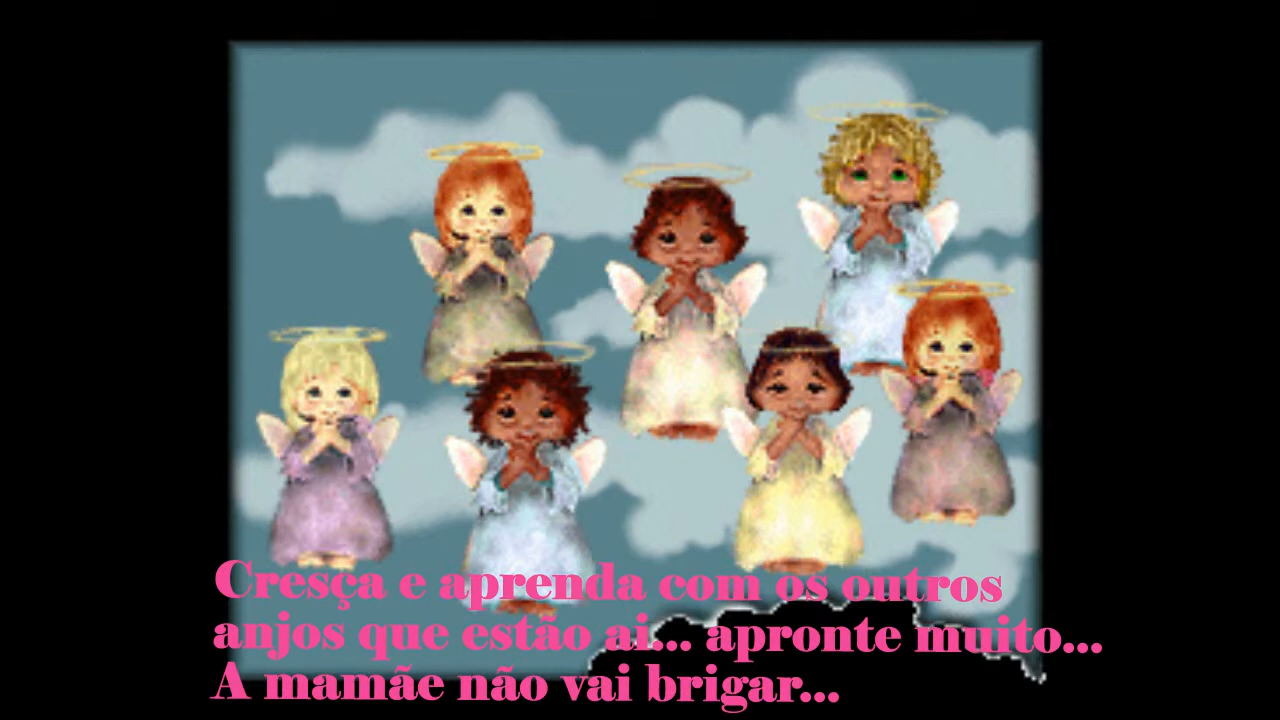 Cresça e aprenda com os outros
anjos que estão ai... apronte muito...
A mamãe não vai brigar...